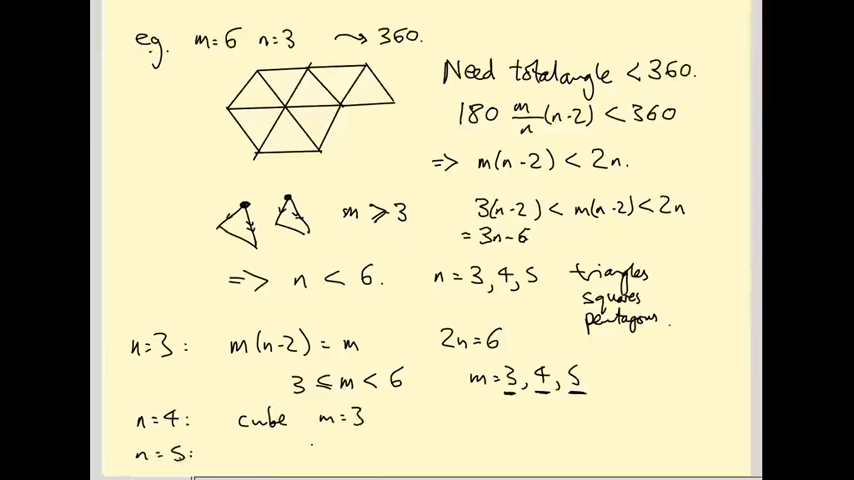 eg. m=6 n=3 ⤳ 360.
Need total angle < 360.
180 m/n (n-2) < 360
=> m(n-2) < 2n.
m ⩾ 3
3(n-2) < m(n-2) < 2n
= 3n-6
=> n < 6.
n = 3, 4, 5
triangles
squares
pentagons.
n=3: m(n-2) = m 2n = 6
3 ⩽ m < 6 m = 3, 4, 5
n=4: cube m=3
n=5: